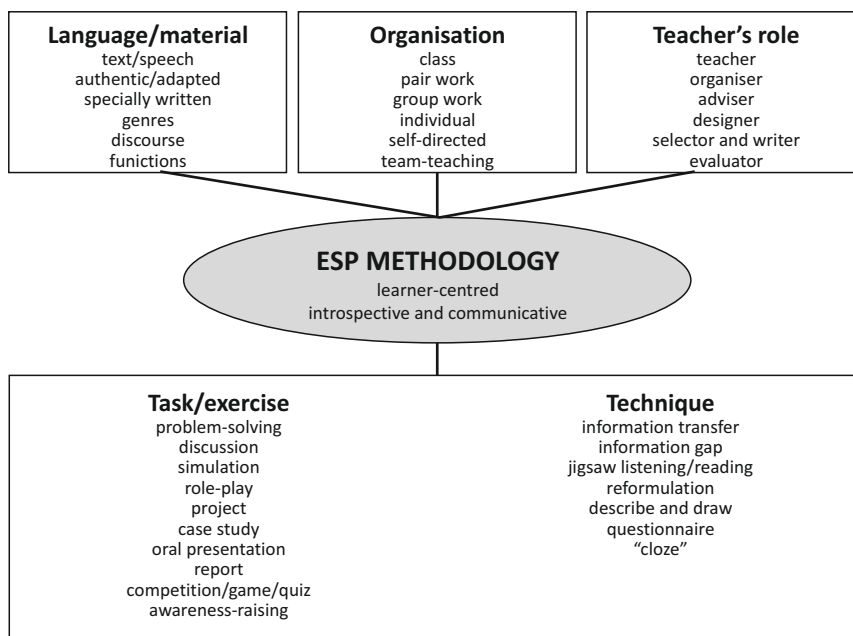 Language/material
text/speech
authentic/adapted
specially written
genres
discourse
functions
Organisation
class
pair work
group work
individual
self-directed
team-teaching
Teacher's role
teacher
organiser
adviser
designer
selector and writer
evaluator
ESP METHODOLOGY
learner-centred
introspective and communicative
Task/exercise
problem-solving
discussion
simulation
role-play
project
case study
oral presentation
report
competition/game/quiz
awareness-raising
Technique
information transfer
information gap
jigsaw listening/reading
reformulation
describe and draw
questionnaire
“cloze”